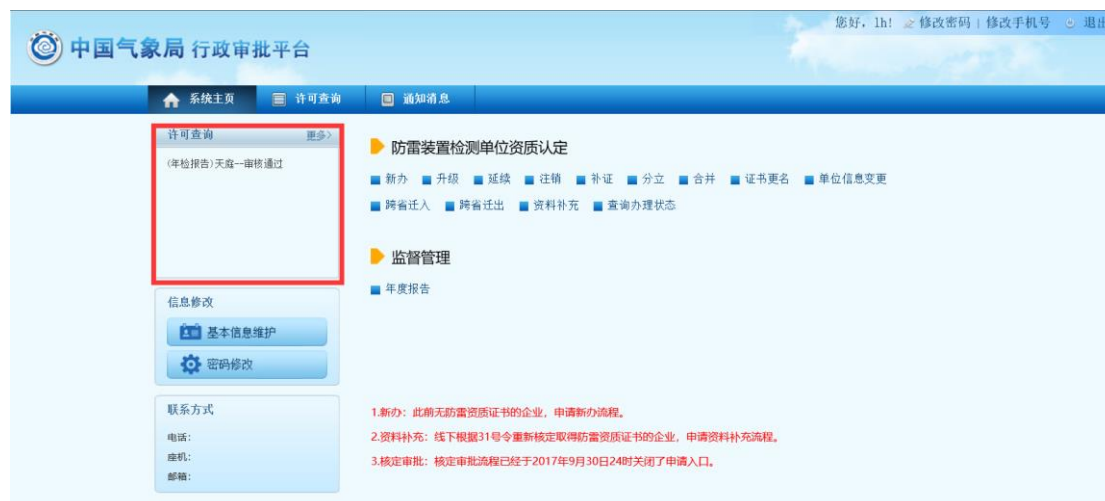 您好，lh! 修改密码 | 修改手机号 退出
中国气象局 行政审批平台
系统主页 许可查询 通知消息
许可查询 更多>
(年检报告)天庭--审核通过
防雷装置检测单位资质认定
新办 升级 延续 注销 补证 分立 合并 证书更名 单位信息变更
跨省迁入 跨省迁出 资料补充 查询办理状态
监督管理
年度报告
信息修改
基本信息维护
密码修改
联系方式
电话:
座机:
邮箱:
1.新办：此前无防雷资质证书的企业，申请新办流程。
2.资料补充：线下根据31号令重新核定取得防雷资质证书的企业，申请资料补充流程。
3.核定审批：核定审批流程已经于2017年9月30日24时关闭了申请入口。